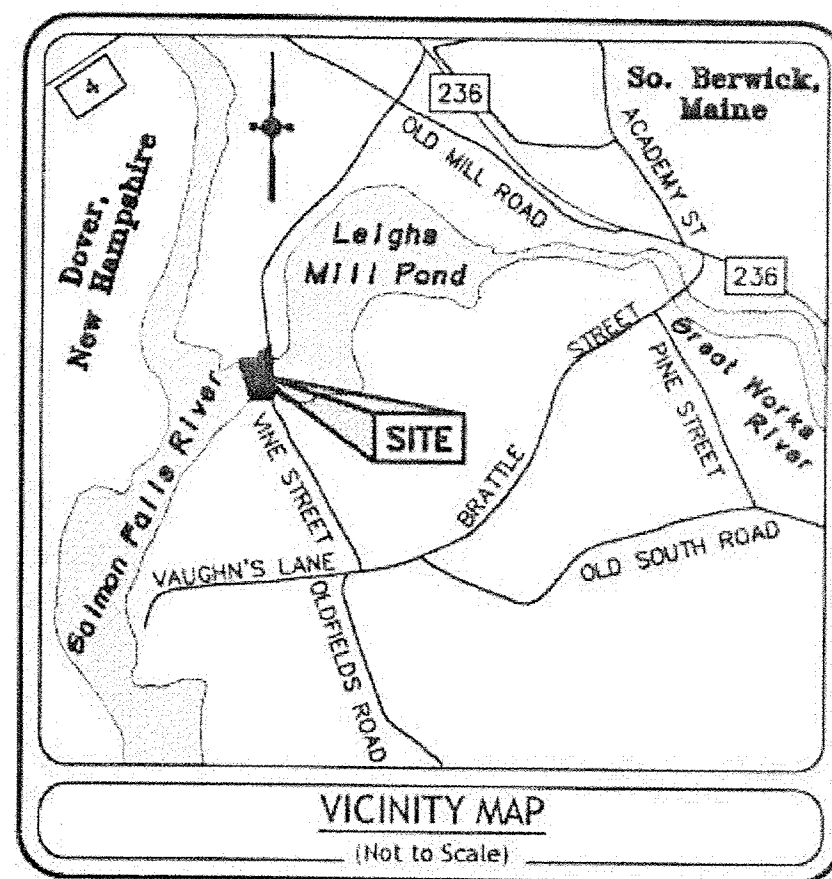 4
236
So. Berwick,
Maine
Dover,
New Hampshire
OLD MILL ROAD
ACADEMY ST
Leighs
Mill Pond
236
STREET
Great Works
River
PINE STREET
SITE
Salmon Falls River
VINE STREET
BRATTLE
VAUGHN'S LANE
OLD SOUTH ROAD
OLDFIELDS ROAD
VICINITY MAP
(Not to Scale)